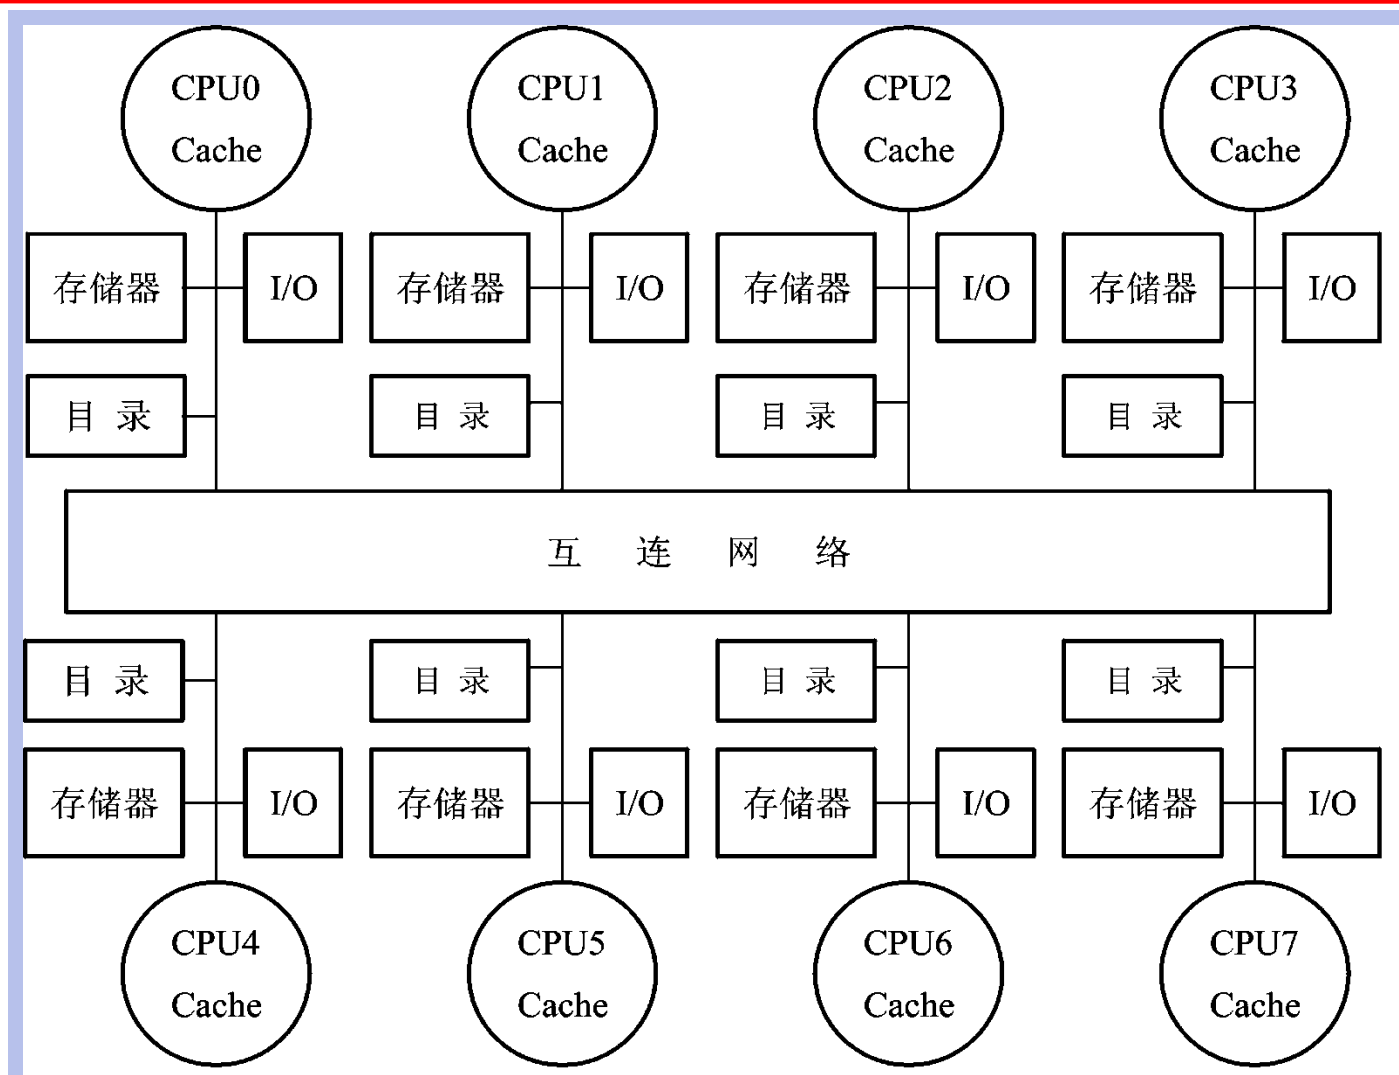 CPU0 CPU1 CPU2 CPU3
Cache Cache Cache Cache
存储器 I/O 存储器 I/O 存储器 I/O 存储器 I/O
目 录 目 录 目 录 目 录
互 连 网 络
目 录 目 录 目 录 目 录
存储器 I/O 存储器 I/O 存储器 I/O 存储器 I/O
CPU4 CPU5 CPU6 CPU7
Cache Cache Cache Cache